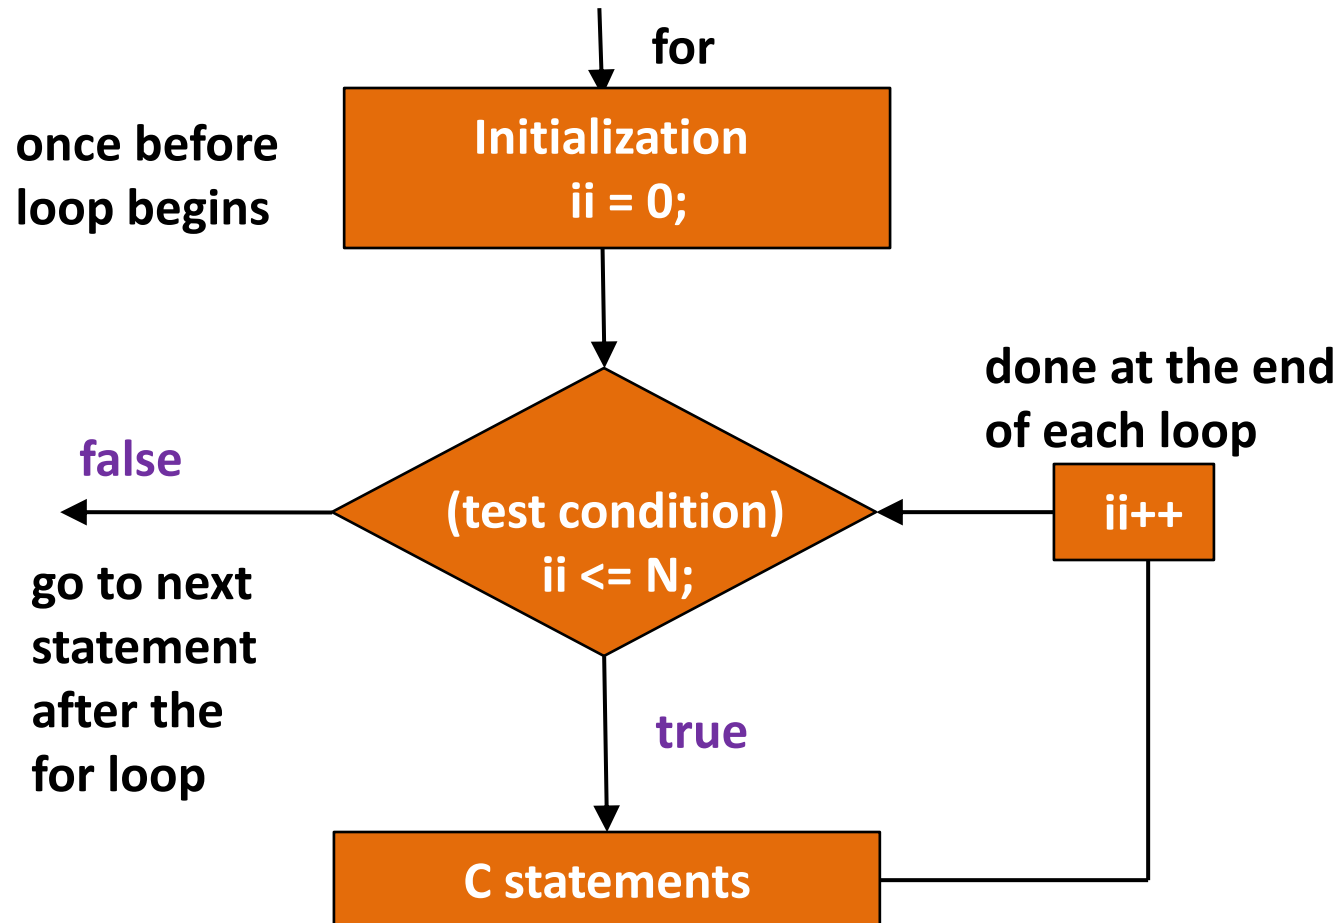 for
once before
loop begins
Initialization
ii = 0;
done at the end
of each loop
false
(test condition)
ii <= N;
ii++
go to next
statement
after the
for loop
true
C statements